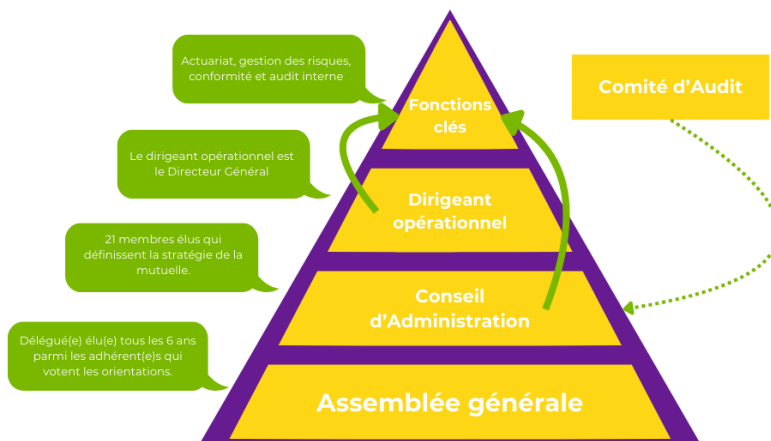 Actuariat, gestion des risques,
conformité et audit interne
Fonctions
clés
Comité d'Audit
Le dirigeant opérationnel est
le Directeur Général
Dirigeant
opérationnel
21 membres élus qui
définissent la stratégie de la
mutuelle.
Conseil
d'Administration
Délégué(e) élu(e) tous les 6 ans
parmi les adhérent(e)s qui
votent les orientations.
Assemblée générale